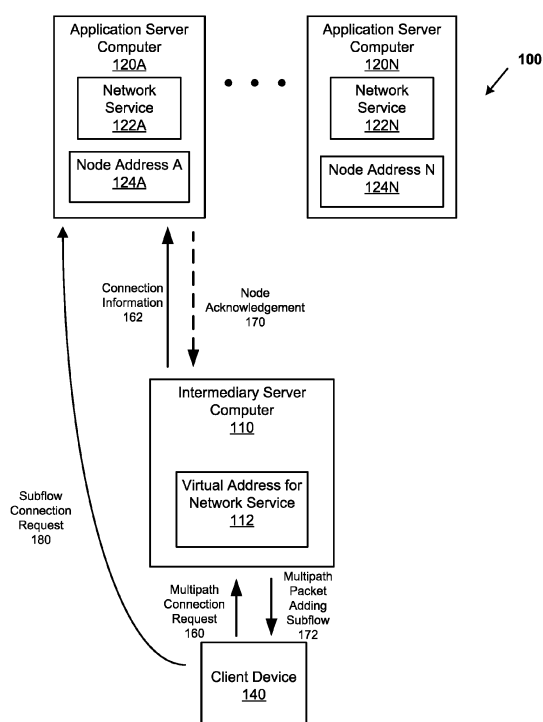 Application Server
Computer
120A
Network
Service
122A
Node Address A
124A
Application Server
Computer
120N
Network
Service
122N
Node Address N
124N
100
Connection
Information
162
Node
Acknowledgement
170
Intermediary Server
Computer
110
Virtual Address for
Network Service
112
Subflow
Connection
Request
180
Multipath
Connection
Request
160
Multipath
Packet
Adding
Subflow
172
Client Device
140